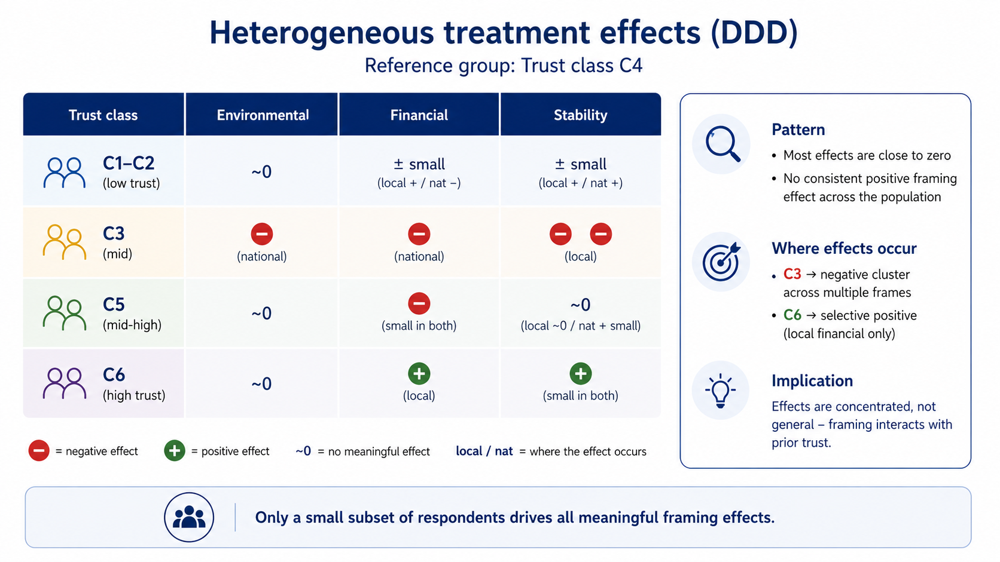 Heterogeneous treatment effects (DDD)
Reference group: Trust class C4
Trust class
Environmental
Financial
Stability
C1–C2
(low trust)
~0
± small
(local + / nat –)
± small
(local + / nat +)
C3
(mid)
–
(national)
–
(national)
– –
(local)
C5
(mid-high)
~0
–
(small in both)
~0
(local ~0 / nat + small)
C6
(high trust)
~0
+
(local)
+
(small in both)
– = negative effect
+ = positive effect
~0 = no meaningful effect
local / nat = where the effect occurs
Pattern
• Most effects are close to zero
• No consistent positive framing
effect across the population
Where effects occur
• C3 → negative cluster
across multiple frames
• C6 → selective positive
(local financial only)
Implication
Effects are concentrated, not
general – framing interacts with
prior trust.
Only a small subset of respondents drives all meaningful framing effects.